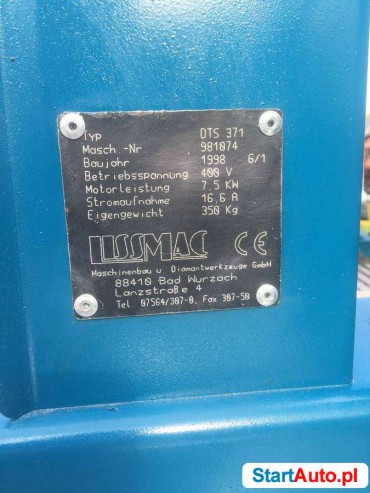 Typ DTS 371
Masch.-Nr 981074
Baujahr 1998 6/1
Betriebsspannung 400 V
Motorleistung 7,5 KW
Stromaufnahme 16,6 A
Eigengewicht 350 Kg
LISSMAC CE
Maschinenbau u Diamantwerkzeuge GmbH
88410 Bad Wurzach
Lanzstraße 4
Tel. 07564/307-0, Fax 307-50
StartAuto.pl